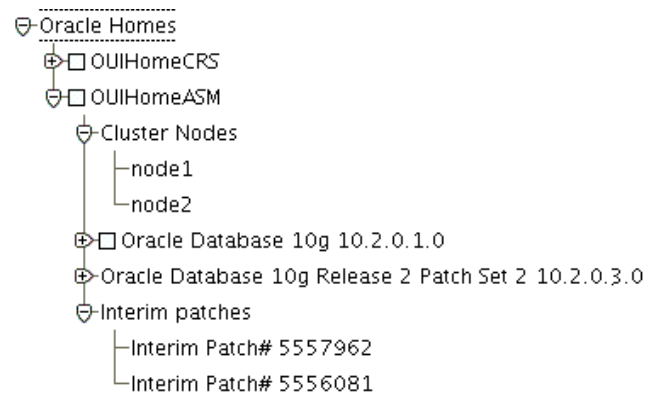 Oracle Homes
OUIHomeCRS
OUIHomeASM
Cluster Nodes
node1
node2
Oracle Database 10g 10.2.0.1.0
Oracle Database 10g Release 2 Patch Set 2 10.2.0.3.0
Interim patches
Interim Patch# 5557962
Interim Patch# 5556081